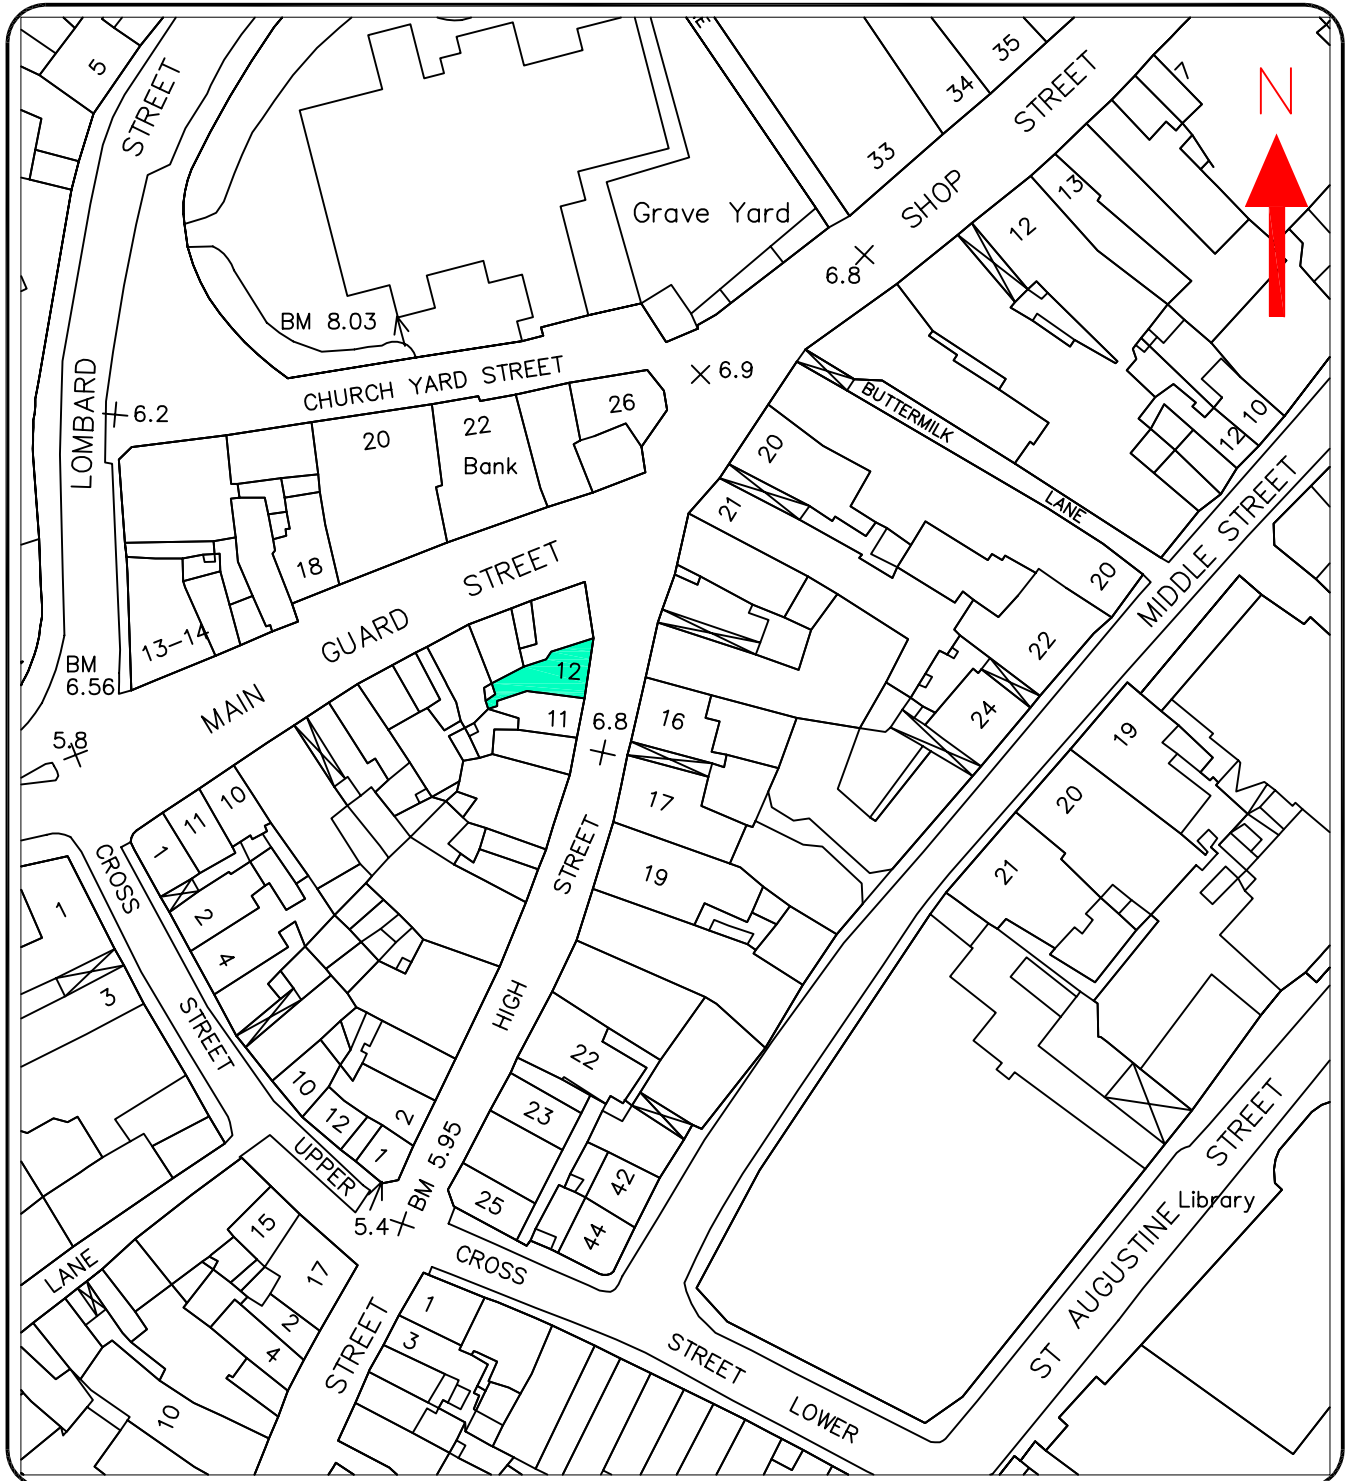 5
STREET
35
34
7
N
33
STREET
SHOP
13
12
Grave Yard
6.8
BM 8.03
CHURCH YARD STREET
6.9
LOMBARD
6.2
20
22
Bank
26
BUTTERMILK
LANE
10
12
20
21
18
13-14
BM
6.56
MAIN
GUARD
STREET
20
22
24
MIDDLE STREET
12
11
6.8
16
17
19
5.8
19
20
21
CROSS
STREET
1
11
10
2
4
1
3
STREET
HIGH
22
23
25
42
44
10
12
1
2
UPPER
BM 5.95
5.4
CROSS
STREET
LOWER
ST AUGUSTINE
STREET
Library
LANE
15
17
2
4
10
STREET
1
3